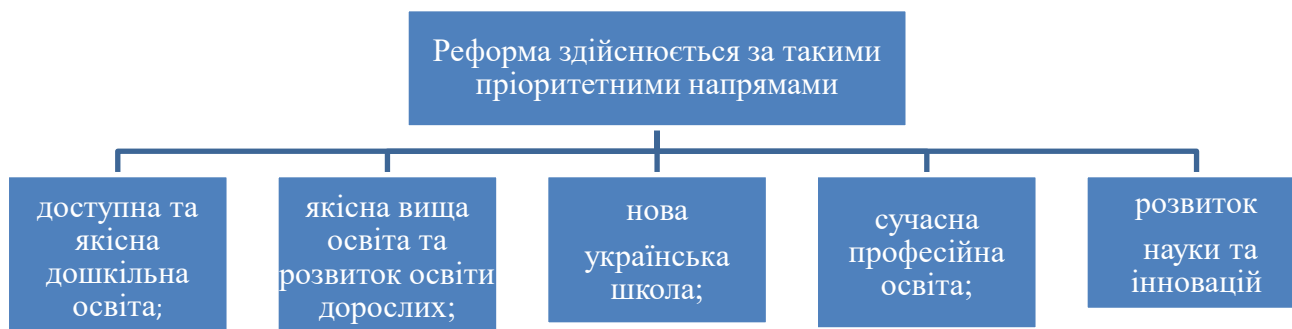 Реформа здійснюється за такими
пріоритетними напрямами
доступна та
якісна
дошкільна
освіта;
якісна вища
освіта та
розвиток освіти
дорослих;
нова
українська
школа;
сучасна
професійна
освіта;
розвиток
науки та
інновацій